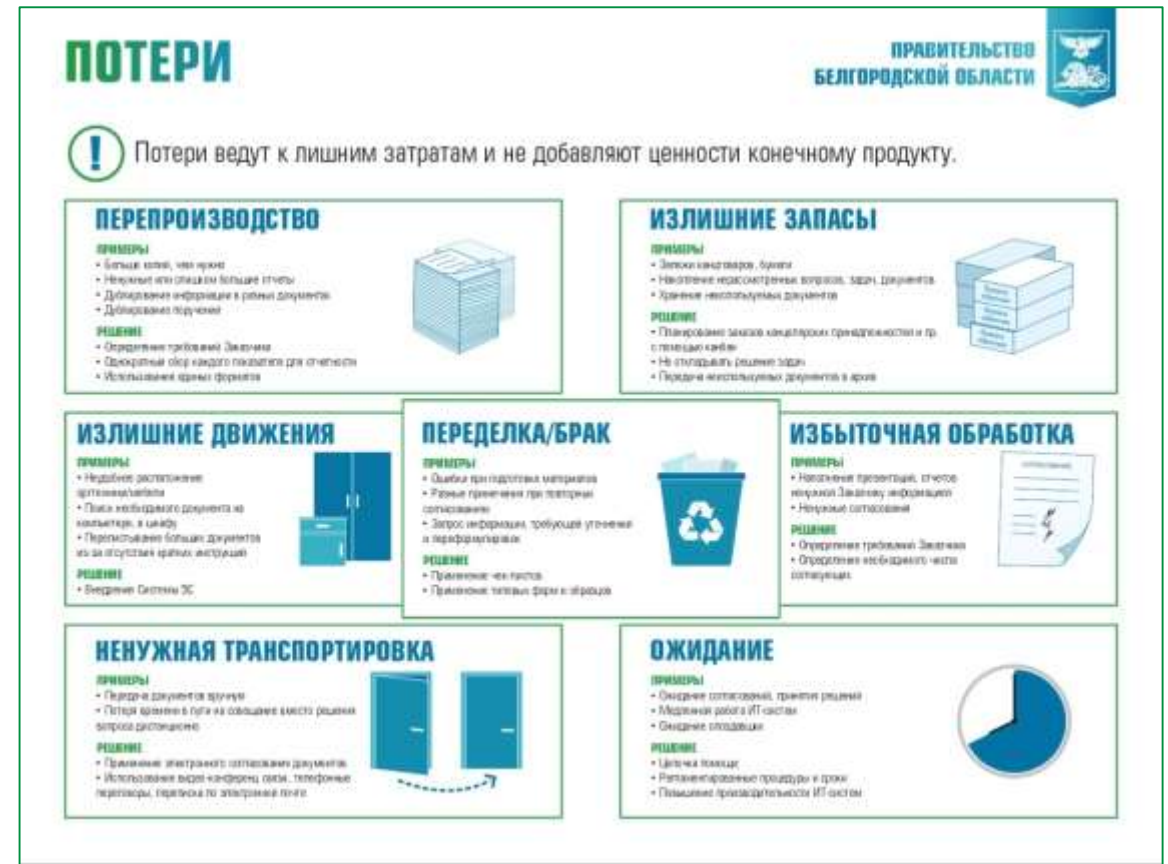 ПОТЕРИ
ПРАВИТЕЛЬСТВО
БЕЛГОРОДСКОЙ ОБЛАСТИ
! Потери ведут к лишним затратам и не добавляют ценности конечному продукту.
ПЕРЕПРОИЗВОДСТВО
ПРИМЕРЫ
• Больше копий, чем нужно
• Ненужные или слишком большие отчеты
• Дублирование информации в разных документах
• Дублирование поручений
РЕШЕНИЕ
• Определение требований Заказчика
• Однократный сбор каждого показателя для отчетности
• Использование единых форматов
ИЗЛИШНИЕ ЗАПАСЫ
ПРИМЕРЫ
• Залежи канцтоваров, бумаги
• Накопление нерассмотренных вопросов, задач, документов
• Хранение неиспользуемых документов
РЕШЕНИЕ
• Планирование заказов канцелярских принадлежностей и пр.
с помощью канбан
• Не откладывать решение задач
• Передача неиспользуемых документов в архив
ИЗЛИШНИЕ ДВИЖЕНИЯ
ПРИМЕРЫ
• Неудобное расположение
оргтехники/мебели
• Поиск необходимого документа на
компьютере, в шкафу
• Перелистывание больших документов
из-за отсутствия кратких инструкций
РЕШЕНИЕ
• Внедрение Системы 5С
ПЕРЕДЕЛКА/БРАК
ПРИМЕРЫ
• Ошибки при подготовке материалов
• Разные примечания при повторных
согласованиях
• Запрос информации, требующей уточнения
и переформулировок
РЕШЕНИЕ
• Применение чек-листов
• Применение типовых форм и образцов
ИЗБЫТОЧНАЯ ОБРАБОТКА
ПРИМЕРЫ
• Наполнение презентаций, отчетов
ненужной Заказчику информацией
• Ненужные согласования
РЕШЕНИЕ
• Определение требований Заказчика
• Определение необходимого числа
согласующих
НЕНУЖНАЯ ТРАНСПОРТИРОВКА
ПРИМЕРЫ
• Передача документов вручную
• Потеря времени в пути на совещание вместо решения
вопроса дистанционно
РЕШЕНИЕ
• Применение электронного согласования документов
• Использование видео-конференц связи, телефонные
переговоры, переписка по электронной почте
ОЖИДАНИЕ
ПРИМЕРЫ
• Ожидание согласований, принятия решений
• Медленная работа ИТ-систем
• Ожидание опоздавших
РЕШЕНИЕ
• Цепочка помощи
• Регламентированные процедуры и сроки
• Повышение производительности ИТ-систем